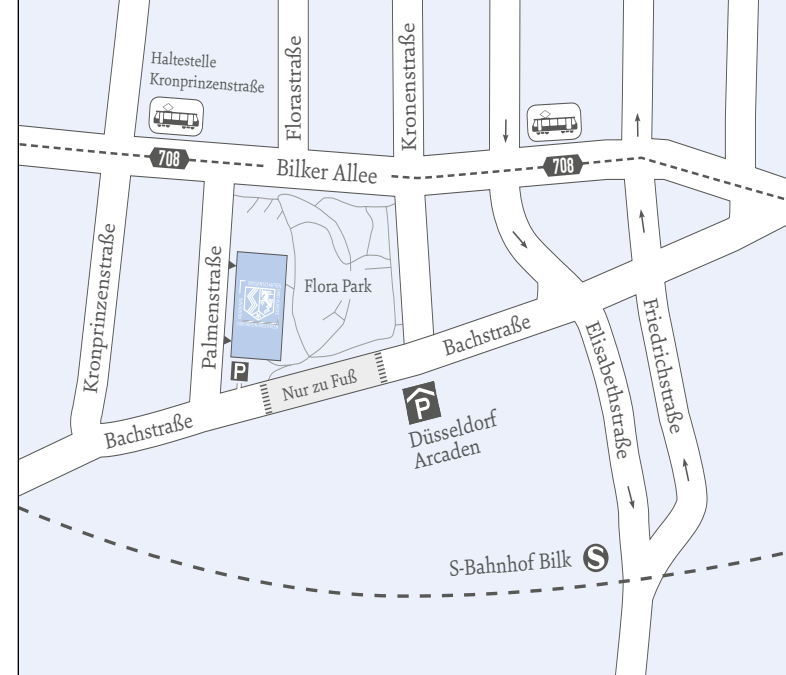 Haltestelle
Kronprinzenstraße
Florastraße
Kronenstraße
708
Bilker Allee
708
Kronprinzenstraße
Palmenstraße
Flora Park
P
Nur zu Fuß
Bachstraße
Bachstraße
Elisabethstraße
Friedrichstraße
P
Düsseldorf
Arcaden
S-Bahnhof Bilk
S